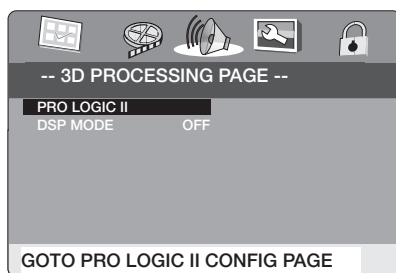 -- 3D PROCESSING PAGE --
PRO LOGIC II
DSP MODE OFF
GOTO PRO LOGIC II CONFIG PAGE